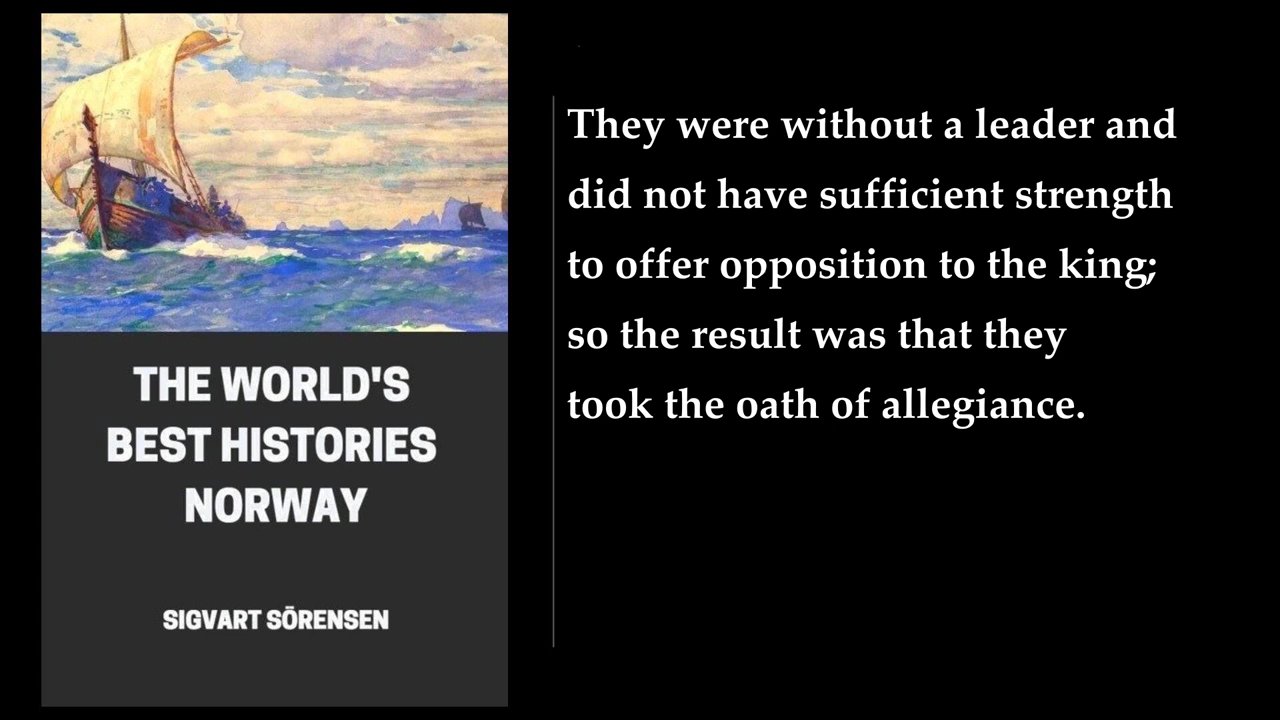 THE WORLD'S
BEST HISTORIES
NORWAY
SIGVART SÖRENSEN
They were without a leader and
did not have sufficient strength
to offer opposition to the king;
so the result was that they
took the oath of allegiance.